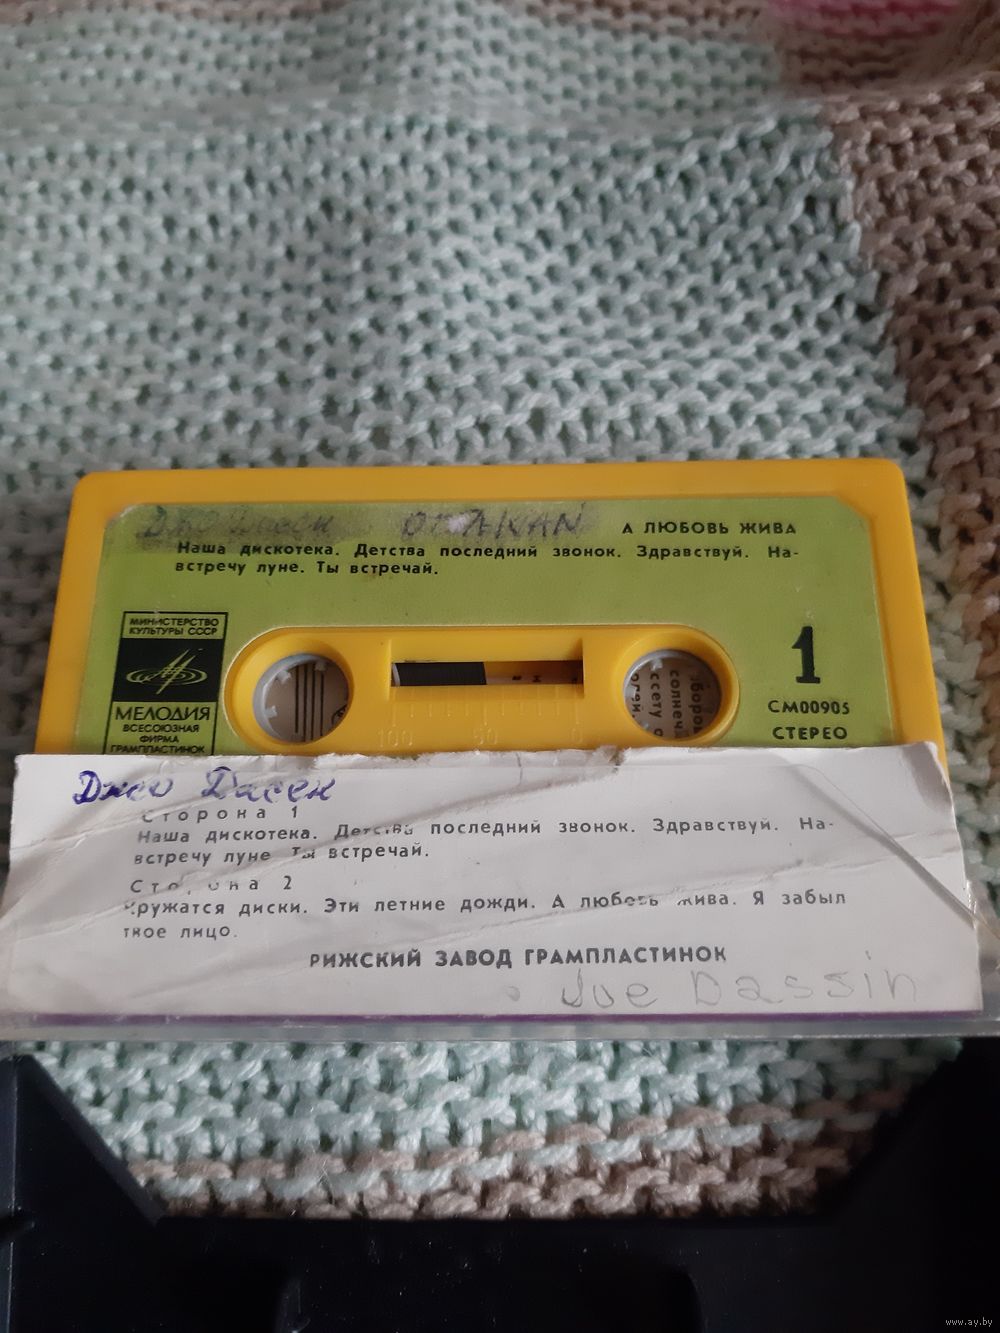 Джо Дасен
А ЛЮБОВЬ ЖИВА
Наша дискотека. Детства последний звонок. Здравствуй. На-
встречу луне. Ты встречай.
МИНИСТЕРСТВО
КУЛЬТУРЫ СССР
МЕЛОДИЯ
ВСЕСОЮЗНАЯ
ФИРМА
ГРАМПЛАСТИНОК
1
СМ00905
СТЕРЕО
100 50
Джо Дасен
Сторона 1
Наша дискотека. Детства последний звонок. Здравствуй. На-
встречу луне Ты встречай.
Сторона 2
Кружатся диски. Эти летние дожди. А любовь жива. Я забыл
твое лицо.
РИЖСКИЙ ЗАВОД ГРАМПЛАСТИНОК
Joe Dassin
www.ay.by